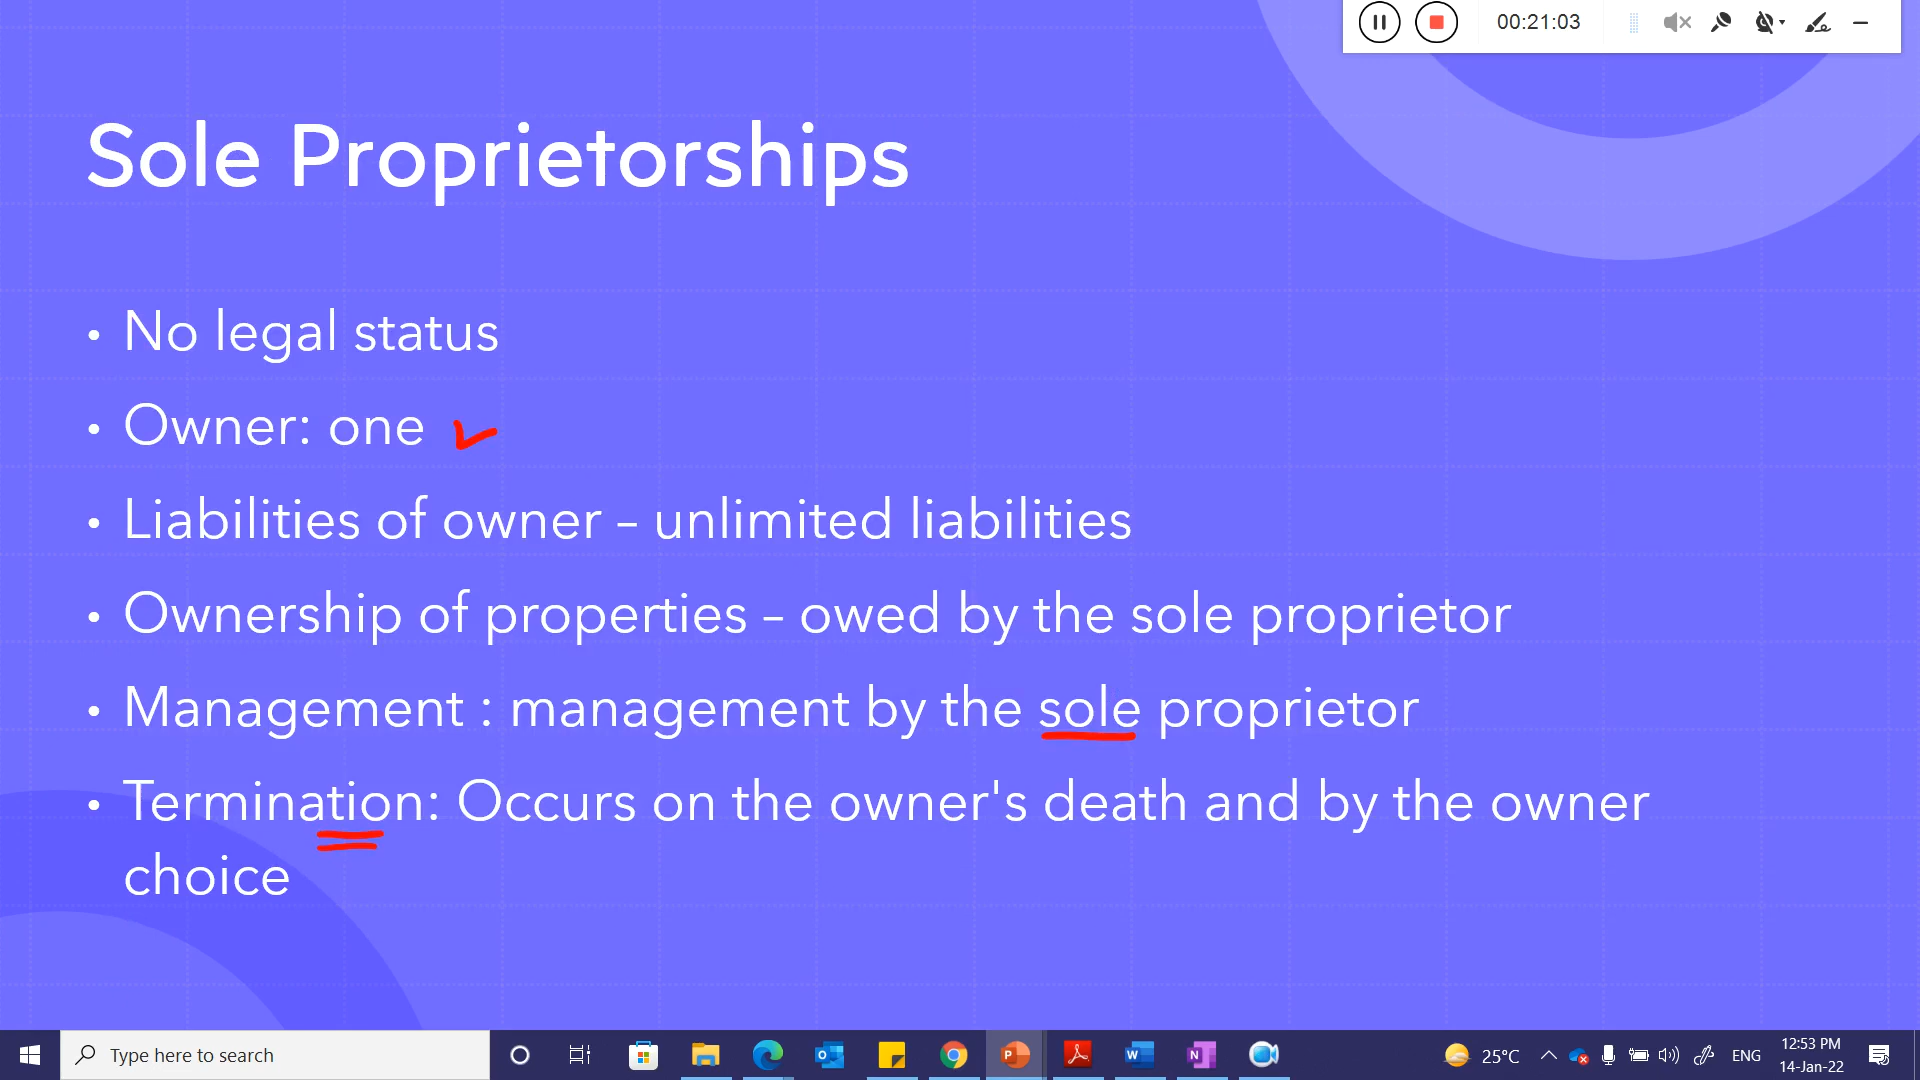 00:21:03
Sole Proprietorships
• No legal status
• Owner: one
• Liabilities of owner – unlimited liabilities
• Ownership of properties – owed by the sole proprietor
• Management : management by the sole proprietor
• Termination: Occurs on the owner's death and by the owner
choice
Type here to search
25°C
ENG
12:53 PM
14-Jan-22